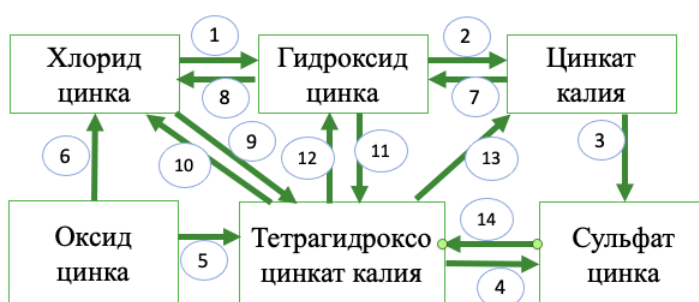 1
2
Хлорид
цинка
Гидроксид
цинка
Цинкат
калия
8
7
6
10
9
12
11
13
3
Оксид
цинка
5
Тетрагидроксо
цинкат калия
14
4
Сульфат
цинка